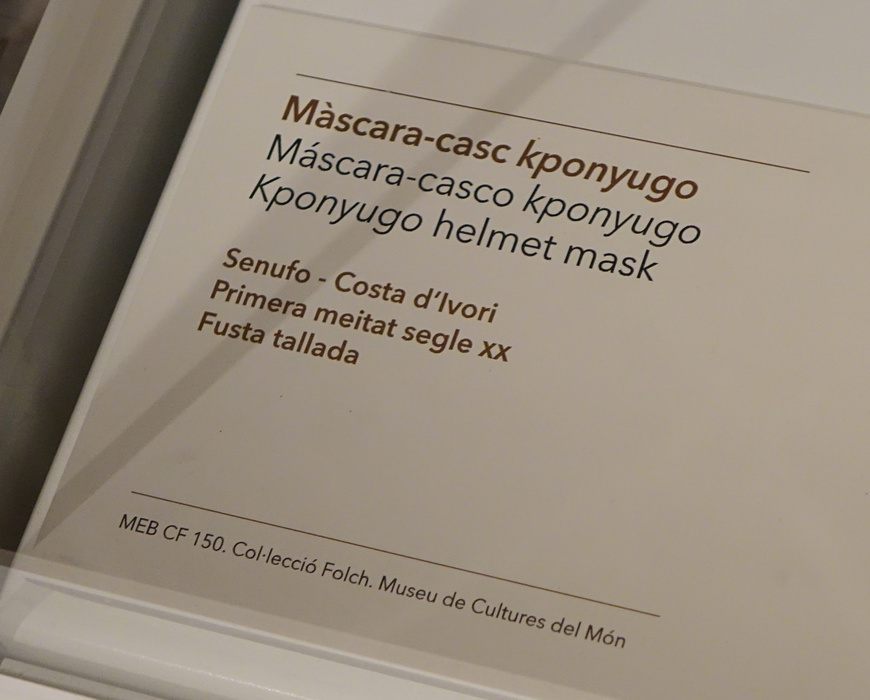 Màscara-casc kponyugo
Máscara-casco kponyugo
Kponyugo helmet mask
Senufo - Costa d'Ivori
Primera meitat segle XX
Fusta tallada
MEB CF 150. Col·lecció Folch. Museu de Cultures del Món